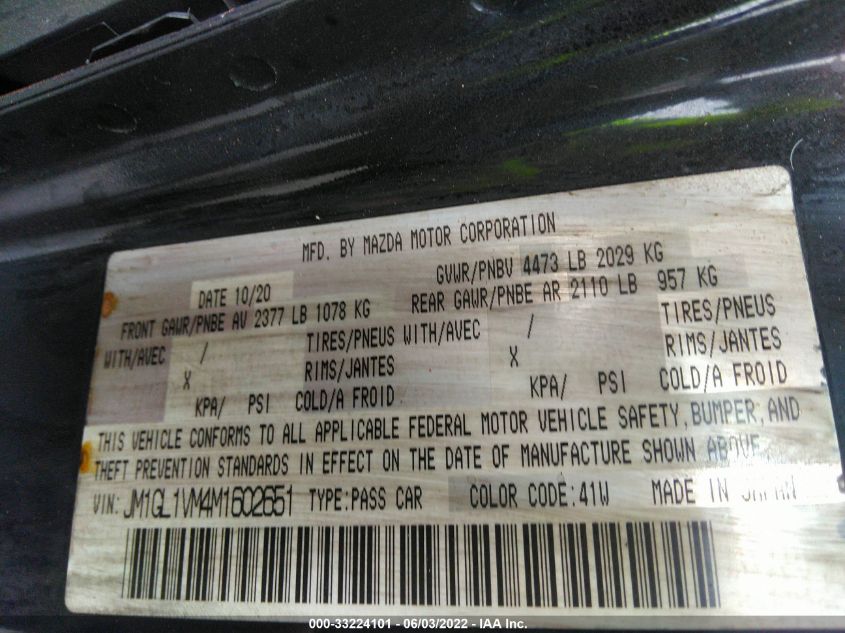 MFD. BY MAZDA MOTOR CORPORATION
DATE 10/20 GVWR/PNBV 4473 LB 2029 KG
FRONT GAWR/PNBE AV 2377 LB 1078 KG REAR GAWR/PNBE AR 2110 LB 957 KG
WITH/AVEC / TIRES/PNEUS WITH/AVEC / TIRES/PNEUS
X RIMS/JANTES X RIMS/JANTES
KPA/ PSI COLD/A FROID KPA/ PSI COLD/A FROID
THIS VEHICLE CONFORMS TO ALL APPLICABLE FEDERAL MOTOR VEHICLE SAFETY, BUMPER, AND
THEFT PREVENTION STANDARDS IN EFFECT ON THE DATE OF MANUFACTURE SHOWN ABOVE.
VIN: JM1GL1VM4M1602651 TYPE:PASS CAR COLOR CODE:41W MADE IN JAPAN
000-33224101 - 06/03/2022 - IAA Inc.